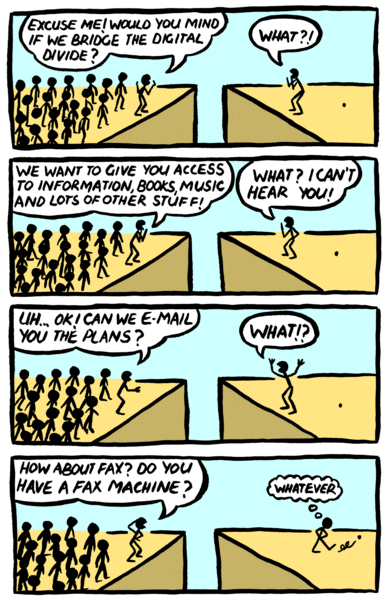 EXCUSE ME! WOULD YOU MIND
IF WE BRIDGE THE DIGITAL
DIVIDE?
WHAT?!
WE WANT TO GIVE YOU ACCESS
TO INFORMATION, BOOKS, MUSIC
AND LOTS OF OTHER STUFF!
WHAT? I CAN'T
HEAR YOU!
UH... OK! CAN WE E-MAIL
YOU THE PLANS?
WHAT!?
HOW ABOUT FAX? DO YOU
HAVE A FAX MACHINE?
WHATEVER